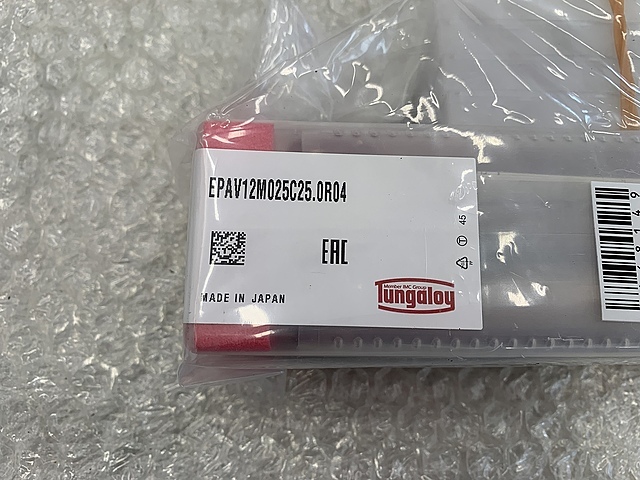 EPAV12M025C25.0R04
EAC
MADE IN JAPAN
Member IMC Group
Tungaloy
45
T